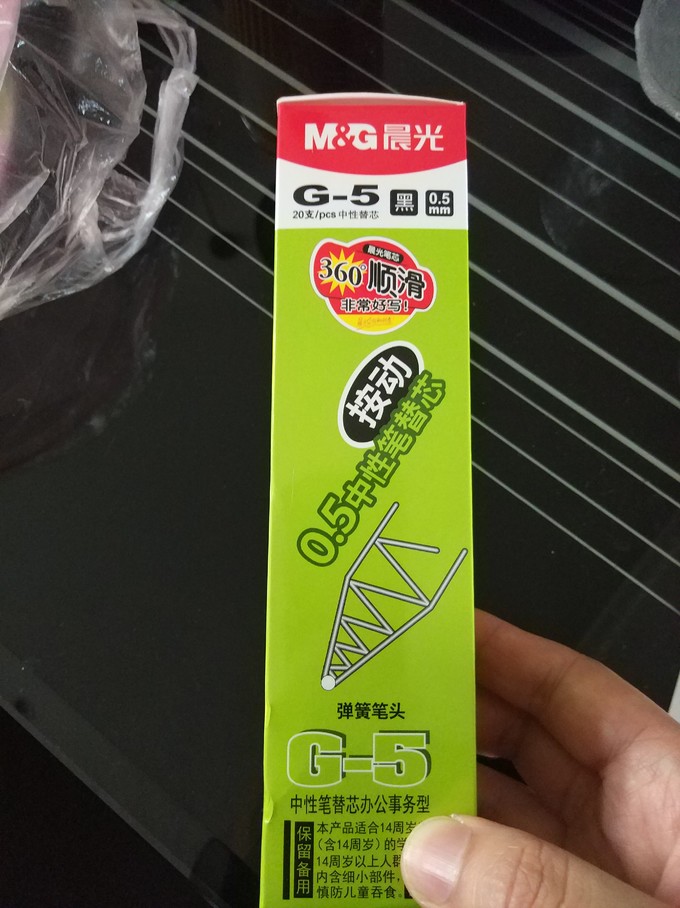 M&G晨光
G-5 黑 0.5mm
20支/pcs 中性替芯
晨光笔芯
360°顺滑
非常好写!
按动
0.5中性笔替芯
弹簧笔头
G-5
中性笔替芯办公事务型
保留备用
本产品适合14周岁
(含14周岁)的学
14周岁以上人群
内含细小部件,
慎防儿童吞食。